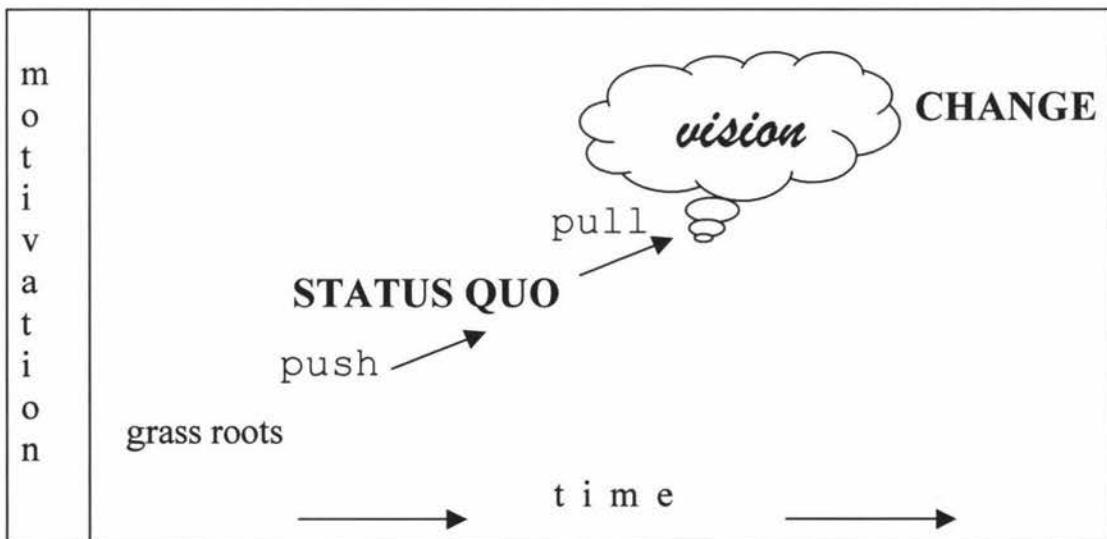 motivation
CHANGE
vision
pull
STATUS QUO
push
grass roots
time